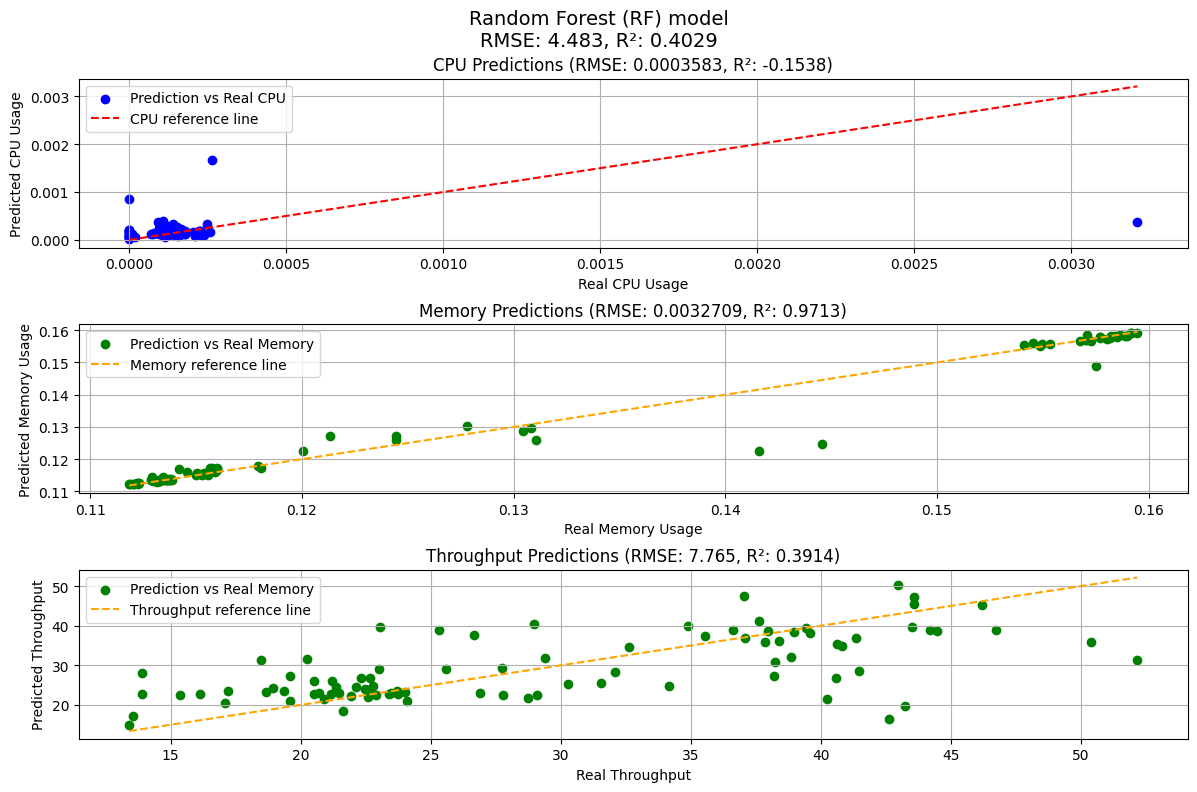 Random Forest (RF) model
RMSE: 4.483, R²: 0.4029
CPU Predictions (RMSE: 0.0003583, R²: -0.1538)
Predicted CPU Usage
0.003
0.002
0.001
0.000
Prediction vs Real CPU
CPU reference line
0.0000
0.0005
0.0010
0.0015
0.0020
0.0025
0.0030
Real CPU Usage
Memory Predictions (RMSE: 0.0032709, R²: 0.9713)
Predicted Memory Usage
0.16
0.15
0.14
0.13
0.12
0.11
Prediction vs Real Memory
Memory reference line
0.11
0.12
0.13
0.14
0.15
0.16
Real Memory Usage
Throughput Predictions (RMSE: 7.765, R²: 0.3914)
Predicted Throughput
50
40
30
20
Prediction vs Real Memory
Throughput reference line
15
20
25
30
35
40
45
50
Real Throughput